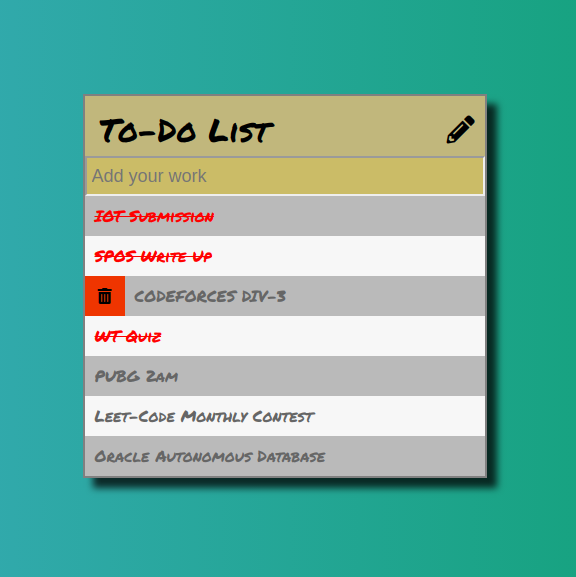 To-Do List
Add your work
IOT Submission
SPOS Write Up
CODEFORCES DIV-3
WT Quiz
PUBG 2am
Leet-Code Monthly Contest
Oracle Autonomous Database